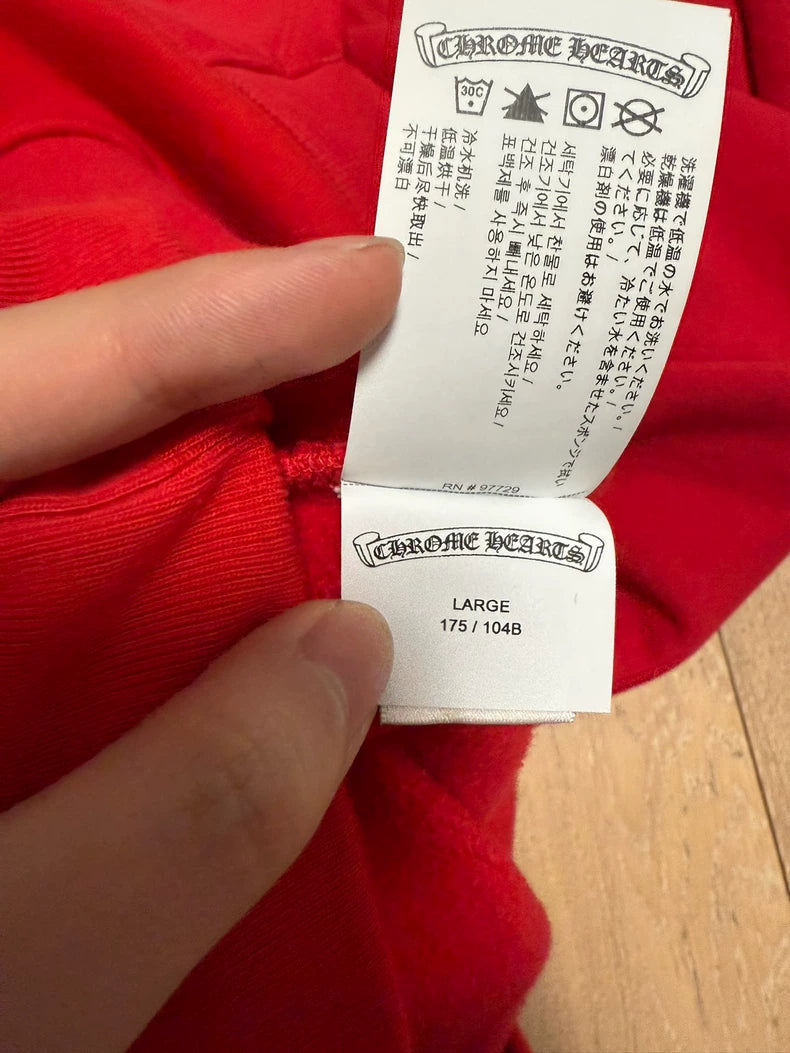 CHROME HEARTS
30C
洗濯機で低温の水でお洗いください。/
乾燥機は低温でご使用ください。/
必要に応じて、冷たい水を含ませたスポンジで拭い
てください。/
漂白剤の使用はお避けください。
세탁기에서 찬물로 세탁하세요/
건조기에서 낮은 온도로 건조시키세요/
건조 후 즉시 빼내세요/
표백제를 사용하지 마세요
冷水机洗/
低温烘干/
干燥后尽快取出/
不可漂白
RN # 97729
CHROME HEARTS
LARGE
175 / 104B